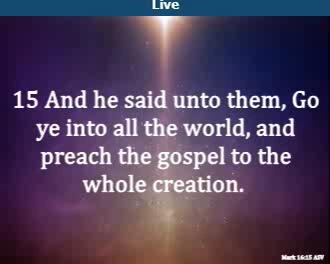 Live
15 And he said unto them, Go
ye into all the world, and
preach the gospel to the
whole creation.
Mark 16:15 ASV